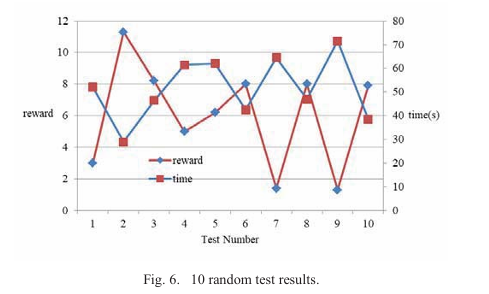 12 80
10 70
60
8 50
reward 6 40 time(s)
4 30
reward 20
2 time 10
0 0
1 2 3 4 5 6 7 8 9 10
Test Number
Fig. 6. 10 random test results.